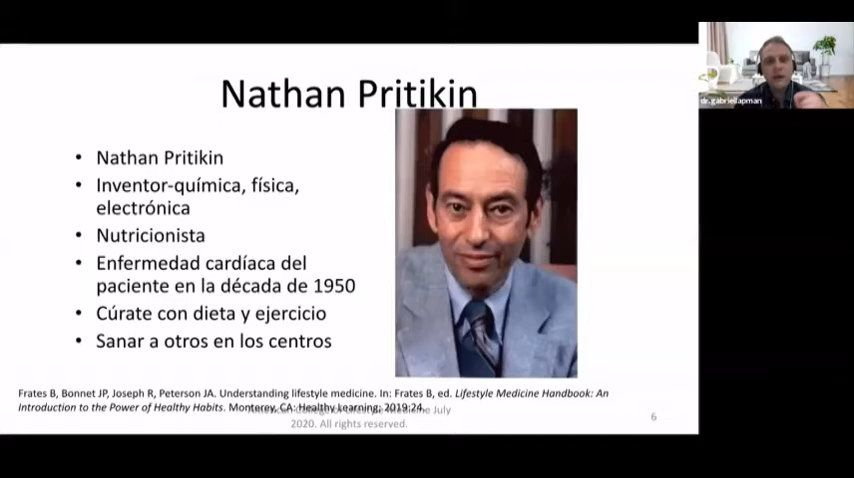 Nathan Pritikin
• Nathan Pritikin
• Inventor-química, física,
electrónica
• Nutricionista
• Enfermedad cardíaca del
paciente en la década de 1950
• Cúrate con dieta y ejercicio
• Sanar a otros en los centros
Frates B, Bonnet JP, Joseph R, Peterson JA. Understanding lifestyle medicine. In: Frates B, ed. Lifestyle Medicine Handbook: An
Introduction to the Power of Healthy Habits. Monterey, CA: Healthy Learning; 2019:24.
July
2020. All rights reserved.
6
dr.gabriellapman